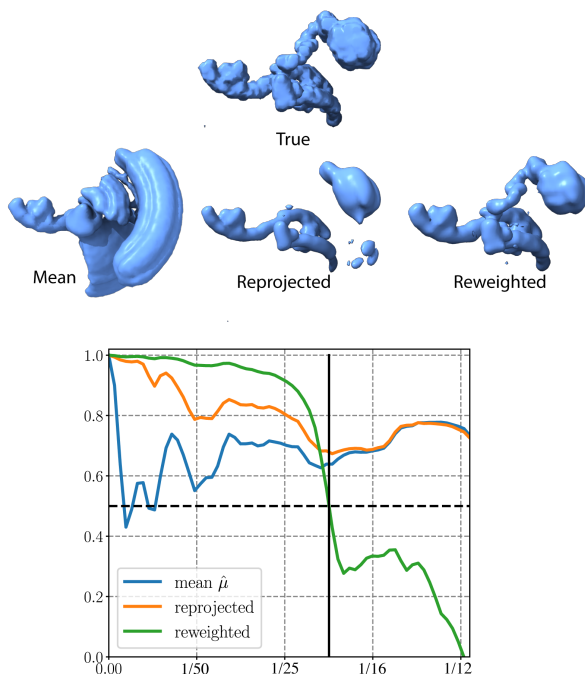 True
Mean
Reprojected
Reweighted
1.0
0.8
0.6
0.4
0.2
0.0
mean μ̂
reprojected
reweighted
0.00 1/50 1/25 1/16 1/12